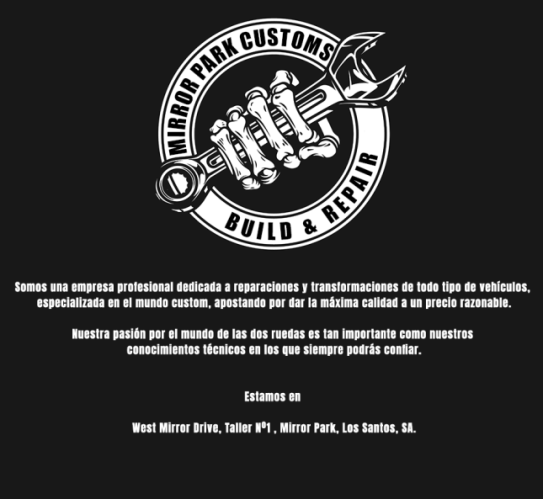 MIRROR PARK CUSTOMS
BUILD & REPAIR
Somos una empresa profesional dedicada a reparaciones y transformaciones de todo tipo de vehículos,
especializada en el mundo custom, apostando por dar la máxima calidad a un precio razonable.
Nuestra pasión por el mundo de las dos ruedas es tan importante como nuestros
conocimientos técnicos en los que siempre podrás confiar.
Estamos en
West Mirror Drive, Taller Nº1 , Mirror Park, Los Santos, SA.